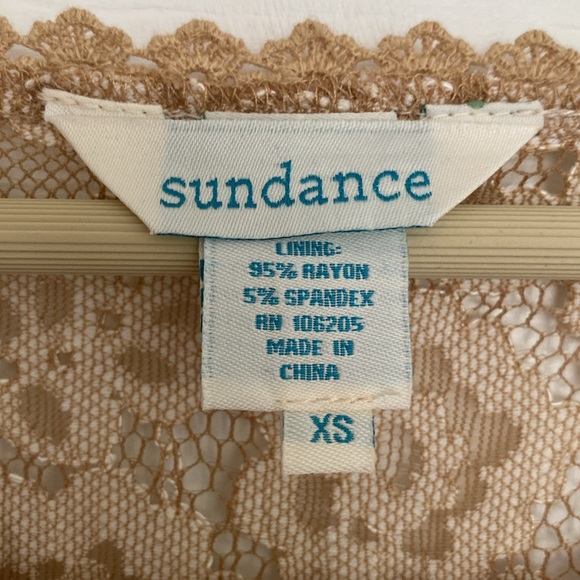 sundance
LINING:
95% RAYON
5% SPANDEX
RN 106205
MADE IN
CHINA
XS